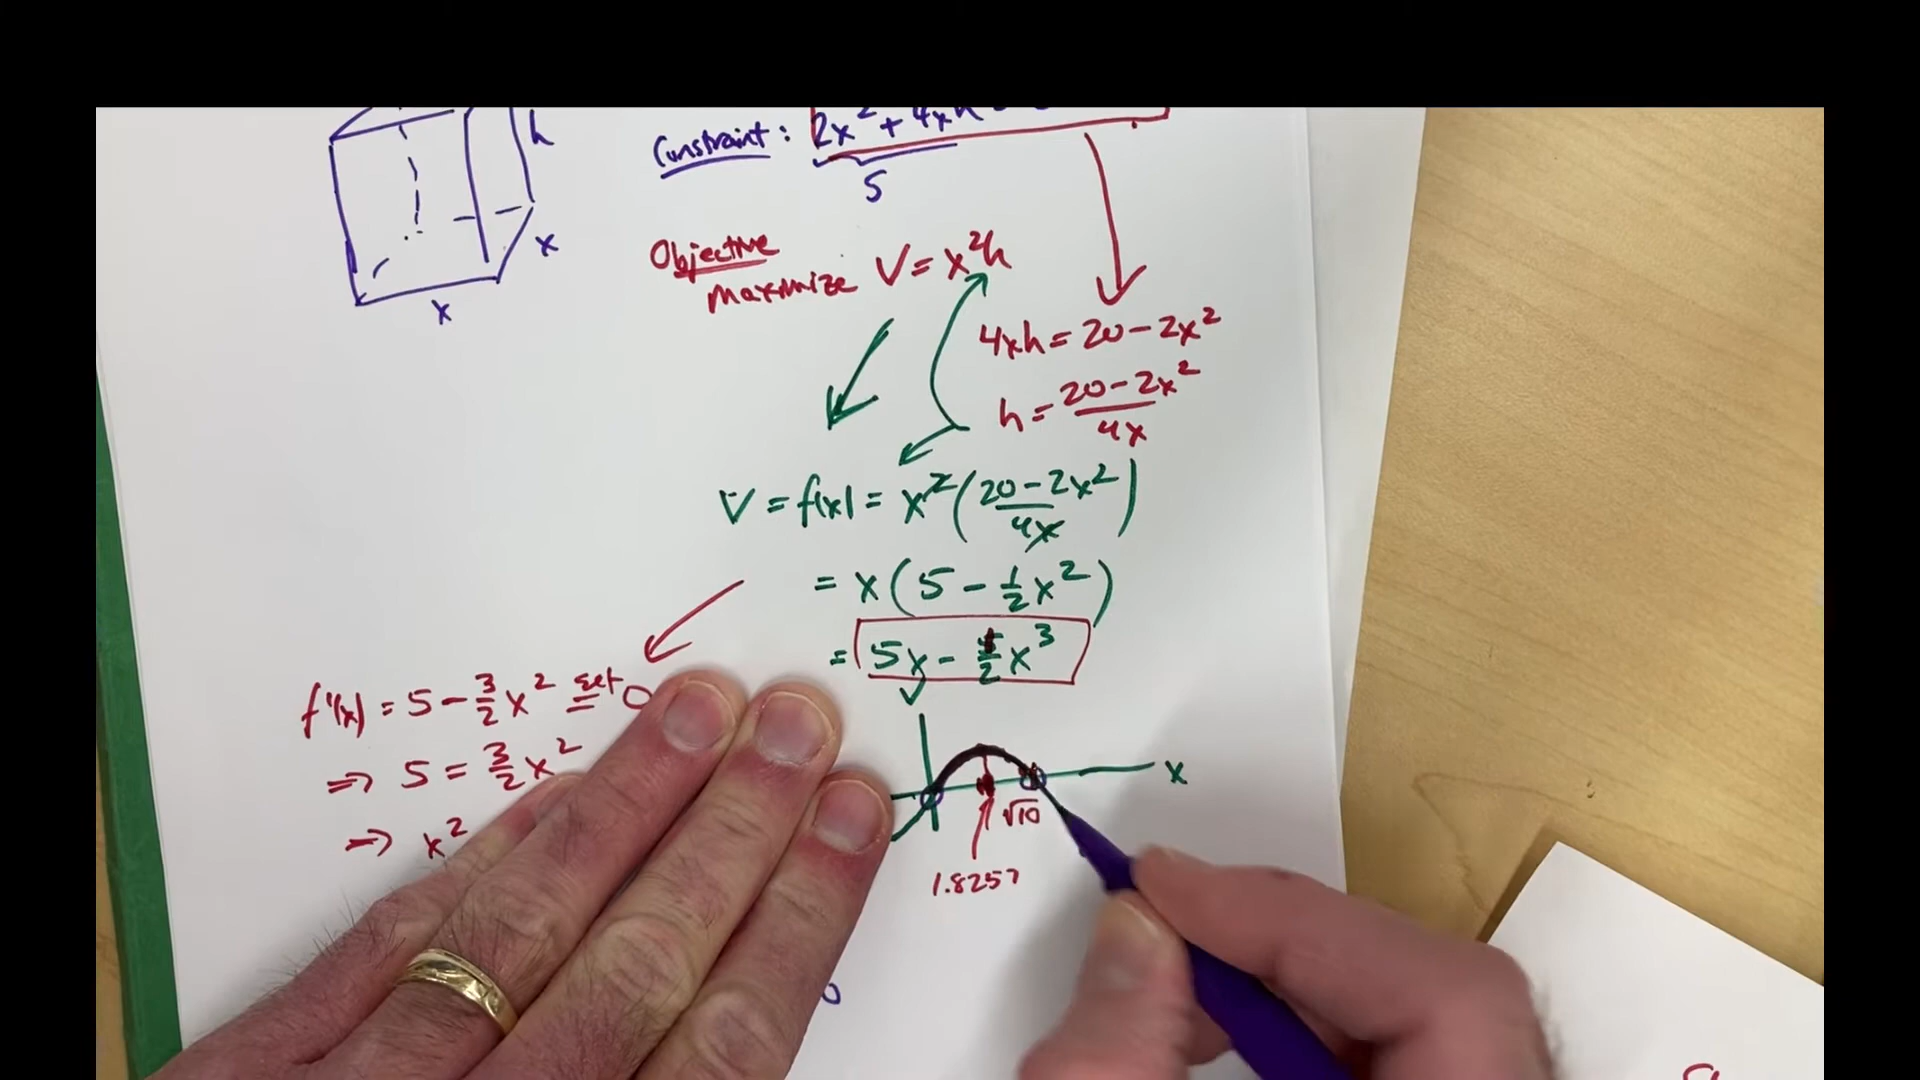 h
Constraint: 2x² + 4xh
S
x
x
Objective
maximize V = x²h
4xh = 20 - 2x²
h = (20 - 2x²)/4x
V = f(x) = x² ((20 - 2x²)/4x)
= x (5 - ½x²)
= 5x - ½x³
V
f'(x) = 5 - 3/2 x² set = 0
⇒ 5 = 3/2 x²
⇒ x²
x
√10
1.8257